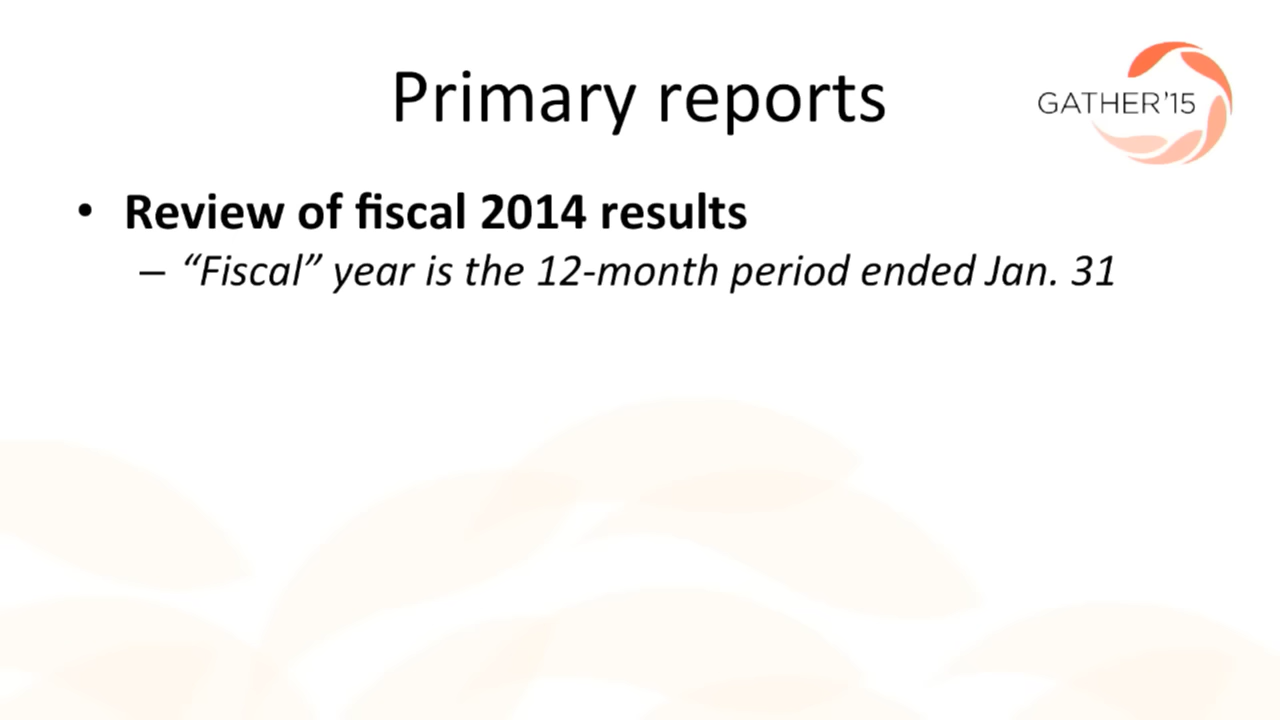 Primary reports
GATHER'15
• Review of fiscal 2014 results
– “Fiscal” year is the 12-month period ended Jan. 31